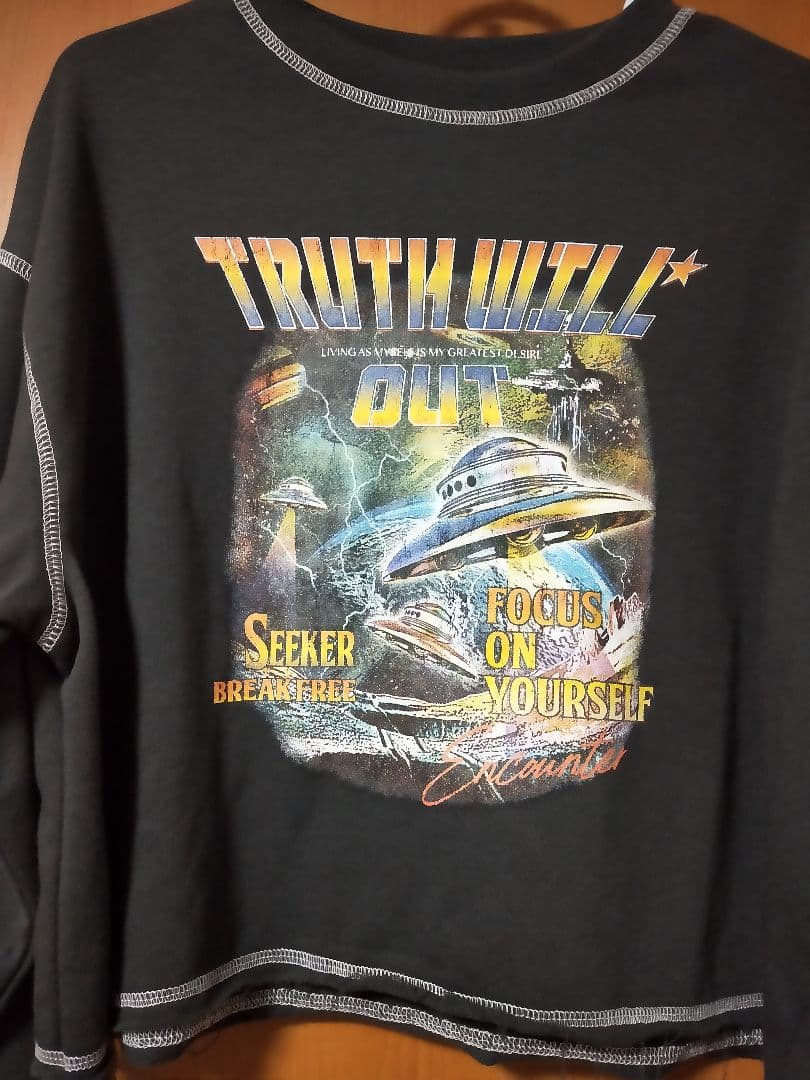 TRUTH WILL
LIVING AS MYSELF IS MY GREATEST DESIRE
OUT
SEEKER
BREAK FREE
FOCUS
ON
YOURSELF
Encounter